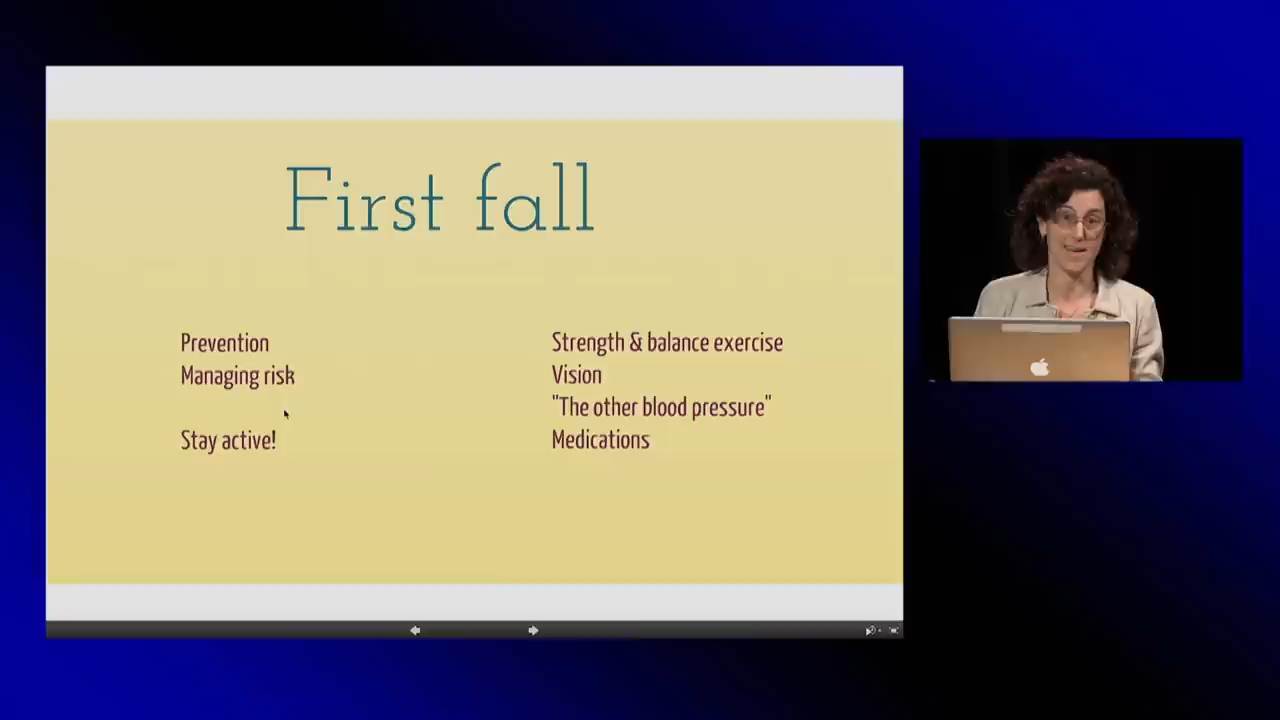 First fall
Prevention
Managing risk
Stay active!
Strength & balance exercise
Vision
"The other blood pressure"
Medications